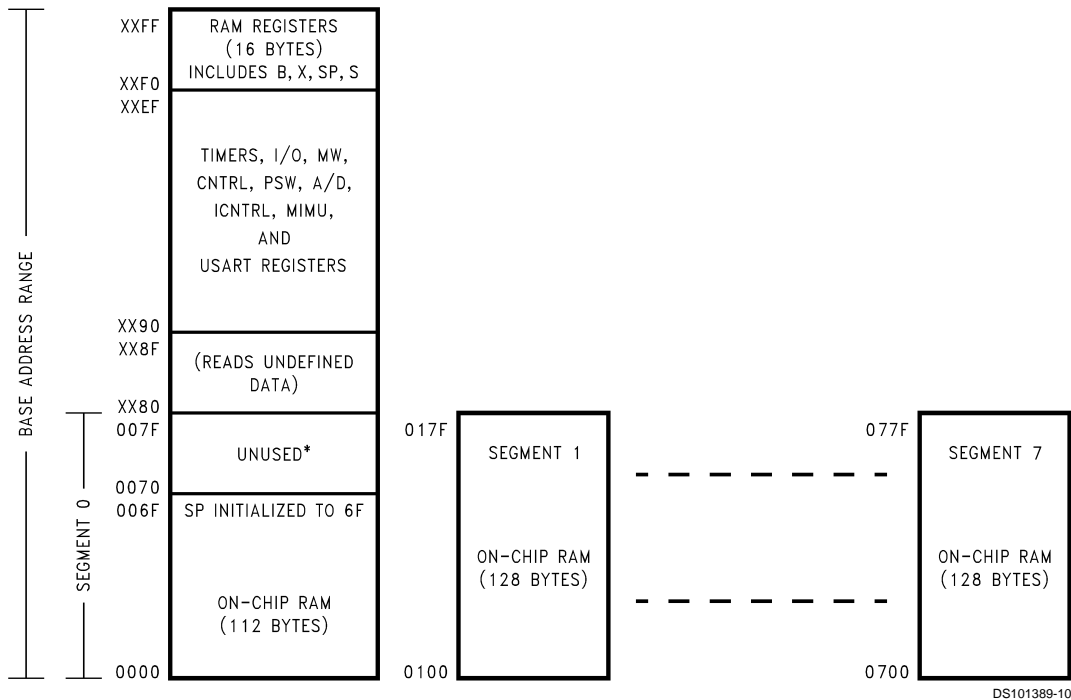 BASE ADDRESS RANGE
SEGMENT 0
XXFF
RAM REGISTERS
(16 BYTES)
INCLUDES B, X, SP, S
XXF0
XXEF
TIMERS, I/O, MW,
CNTRL, PSW, A/D,
ICNTRL, MIMU,
AND
USART REGISTERS
XX90
XX8F
(READS UNDEFINED
DATA)
XX80
007F
UNUSED*
0070
006F
SP INITIALIZED TO 6F
ON-CHIP RAM
(112 BYTES)
0000
017F
SEGMENT 1
ON-CHIP RAM
(128 BYTES)
0100
077F
SEGMENT 7
ON-CHIP RAM
(128 BYTES)
0700
DS101389-10